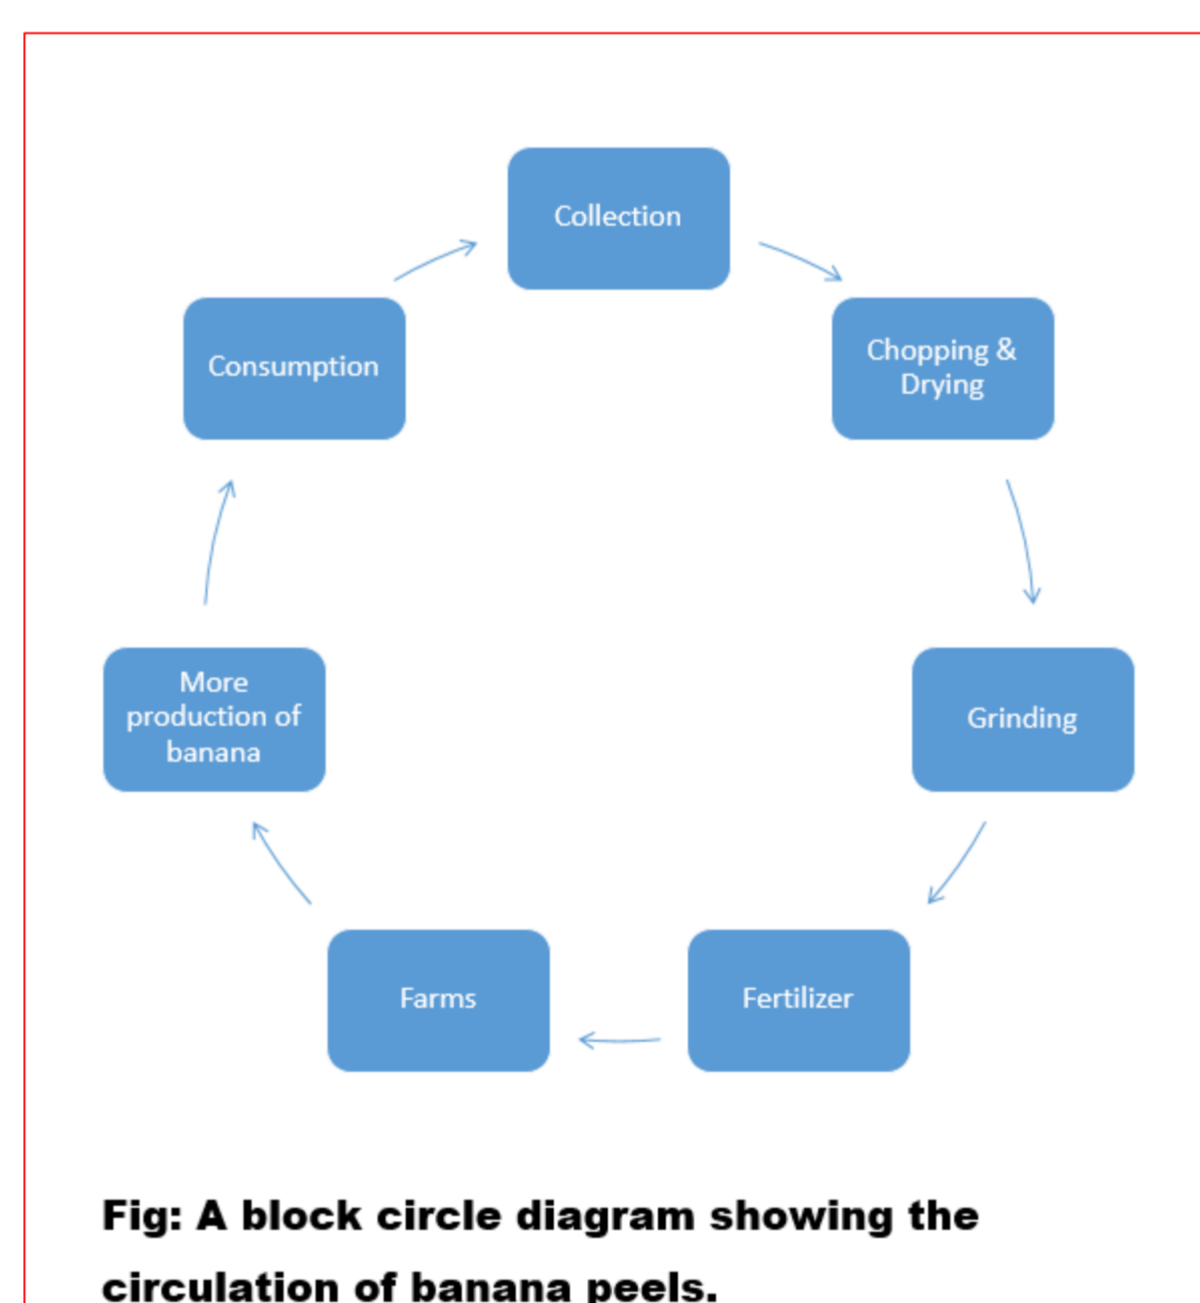 Collection
Chopping &
Drying
Grinding
Fertilizer
Farms
More
production of
banana
Consumption
Fig: A block circle diagram showing the
circulation of banana peels.